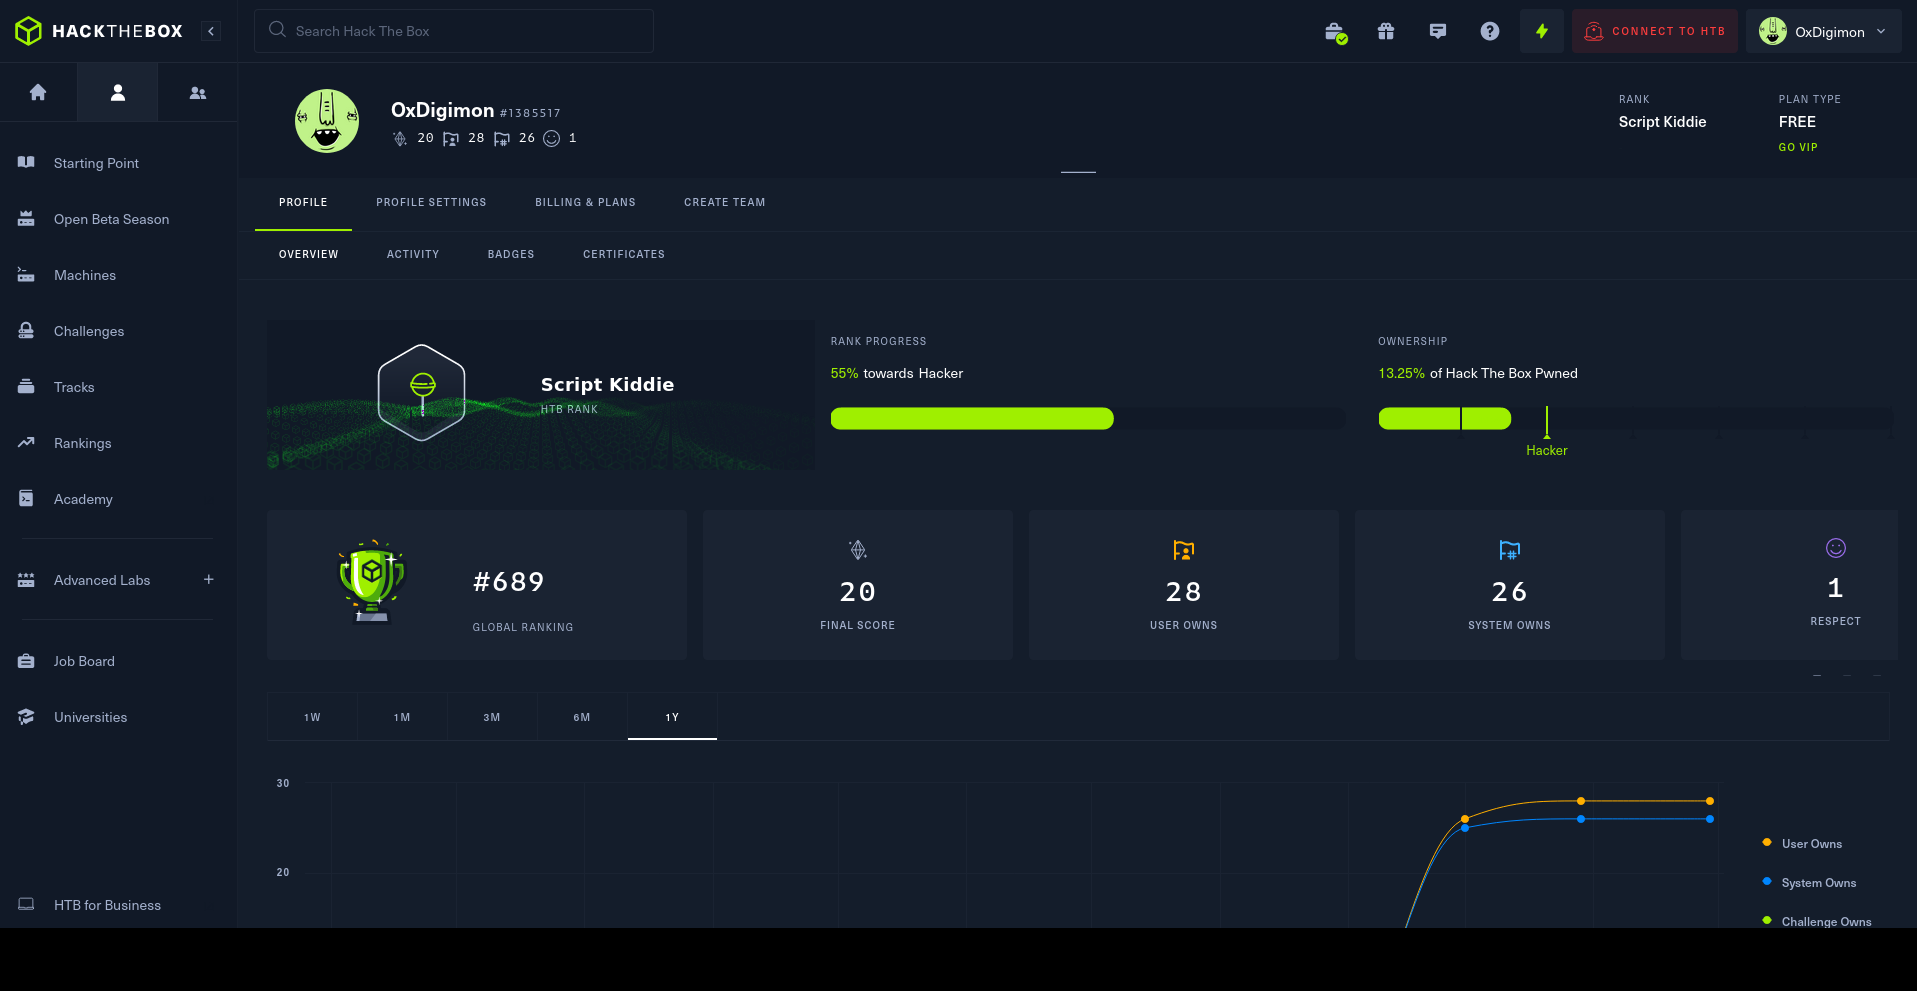 HACKTHEBOX
Search Hack The Box
CONNECT TO HTB
OxDigimon
OxDigimon #1385517
20 28 26 1
RANK
Script Kiddie
PLAN TYPE
FREE
GO VIP
Starting Point
Open Beta Season
Machines
Challenges
Tracks
Rankings
Academy
Advanced Labs +
Job Board
Universities
HTB for Business
PROFILE PROFILE SETTINGS BILLING & PLANS CREATE TEAM
OVERVIEW ACTIVITY BADGES CERTIFICATES
Script Kiddie
HTB RANK
RANK PROGRESS
55% towards Hacker
OWNERSHIP
13.25% of Hack The Box Pwned
Hacker
#689
GLOBAL RANKING
20
FINAL SCORE
28
USER OWNS
26
SYSTEM OWNS
1
RESPECT
1W 1M 3M 6M 1Y
30
20
User Owns
System Owns
Challenge Owns